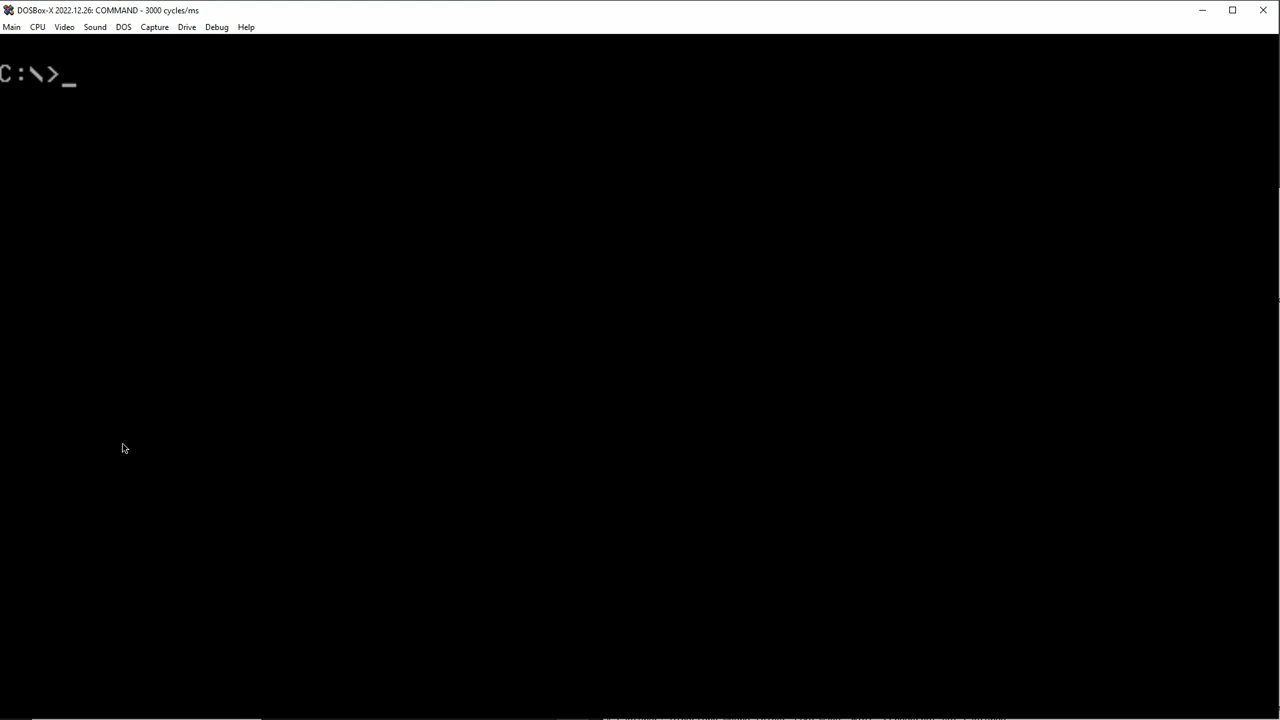 DOSBox-X 2022.12.26: COMMAND - 3000 cycles/ms
Main CPU Video Sound DOS Capture Drive Debug Help
C:\>_